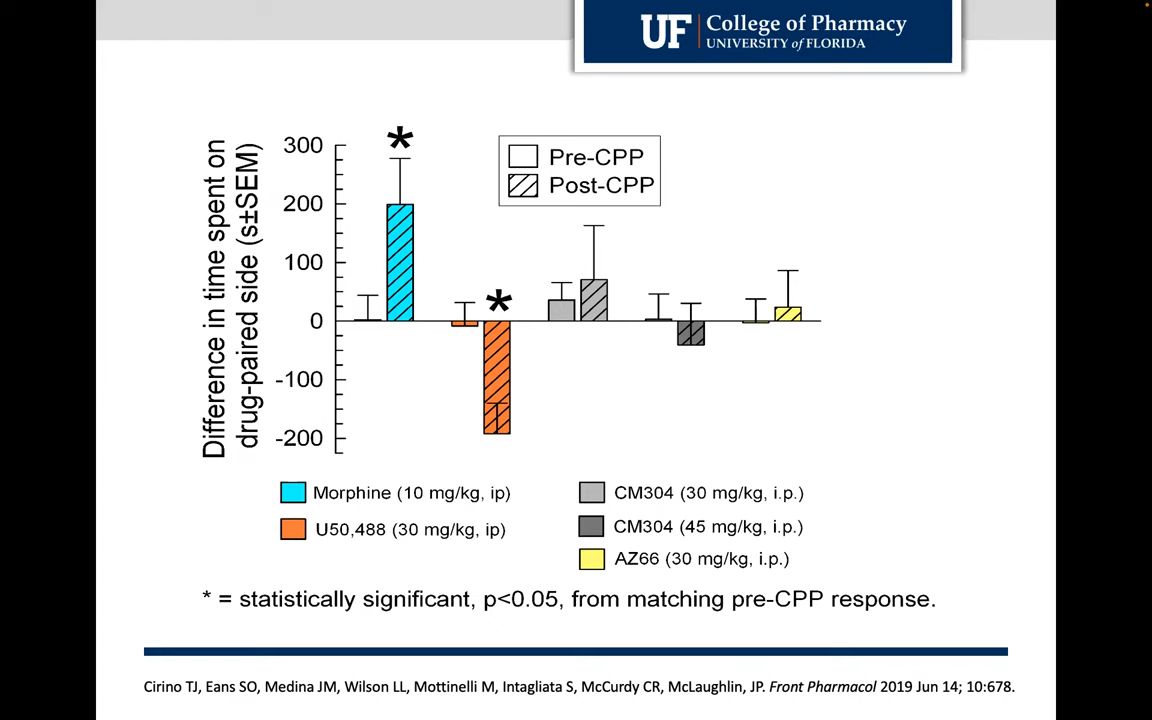 UF College of Pharmacy
UNIVERSITY of FLORIDA
Difference in time spent on
drug-paired side (s±SEM)
300
200
100
0
-100
-200
*
*
Pre-CPP
Post-CPP
Morphine (10 mg/kg, ip)
U50,488 (30 mg/kg, ip)
CM304 (30 mg/kg, i.p.)
CM304 (45 mg/kg, i.p.)
AZ66 (30 mg/kg, i.p.)
* = statistically significant, p<0.05, from matching pre-CPP response.
Cirino TJ, Eans SO, Medina JM, Wilson LL, Mottinelli M, Intagliata S, McCurdy CR, McLaughlin, JP. Front Pharmacol 2019 Jun 14; 10:678.